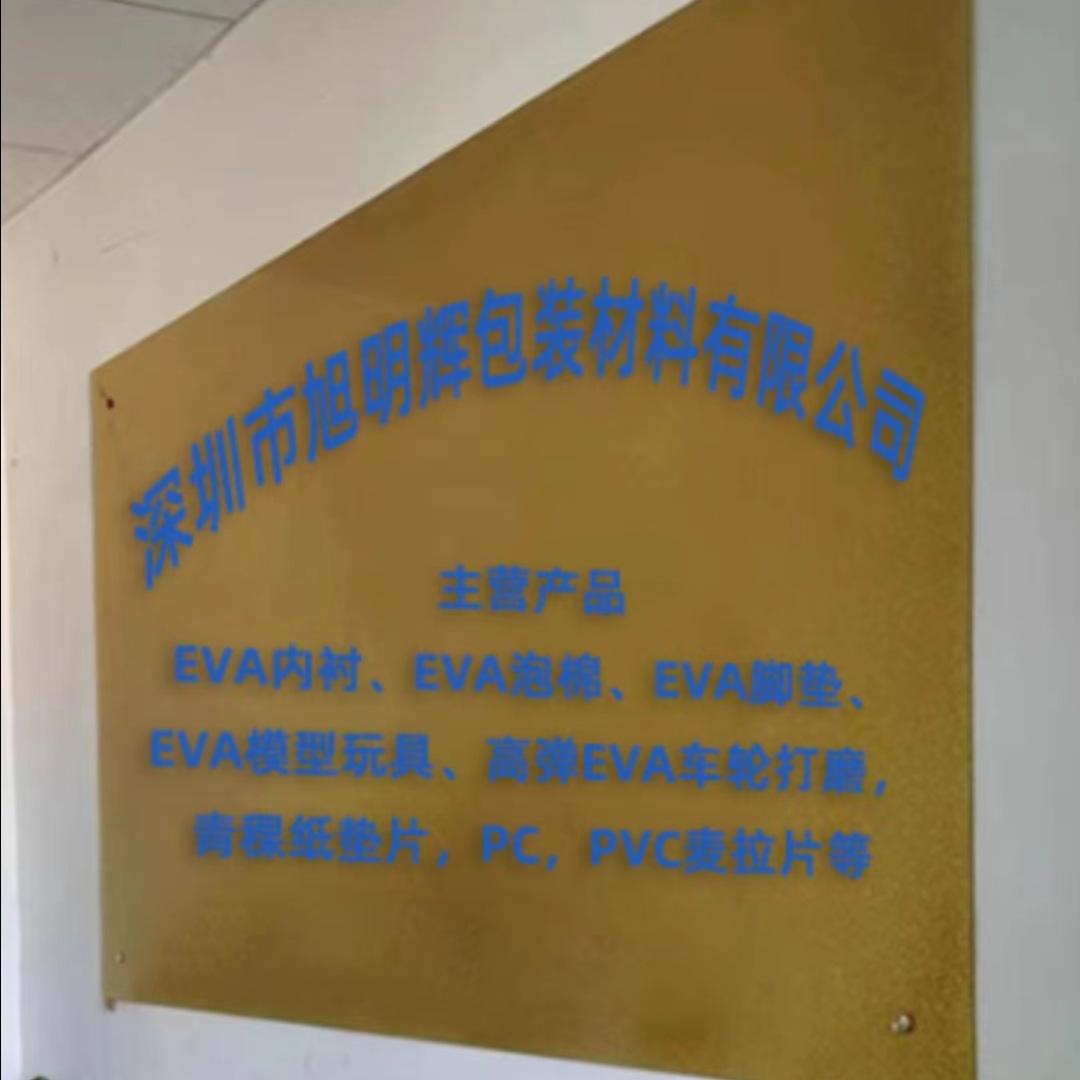 深圳市旭明辉包装材料有限公司
主营产品
EVA内衬、EVA泡棉、EVA脚垫、
EVA模型玩具、高弹EVA车轮打磨，
青稞纸垫片，PC，PVC麦拉片等